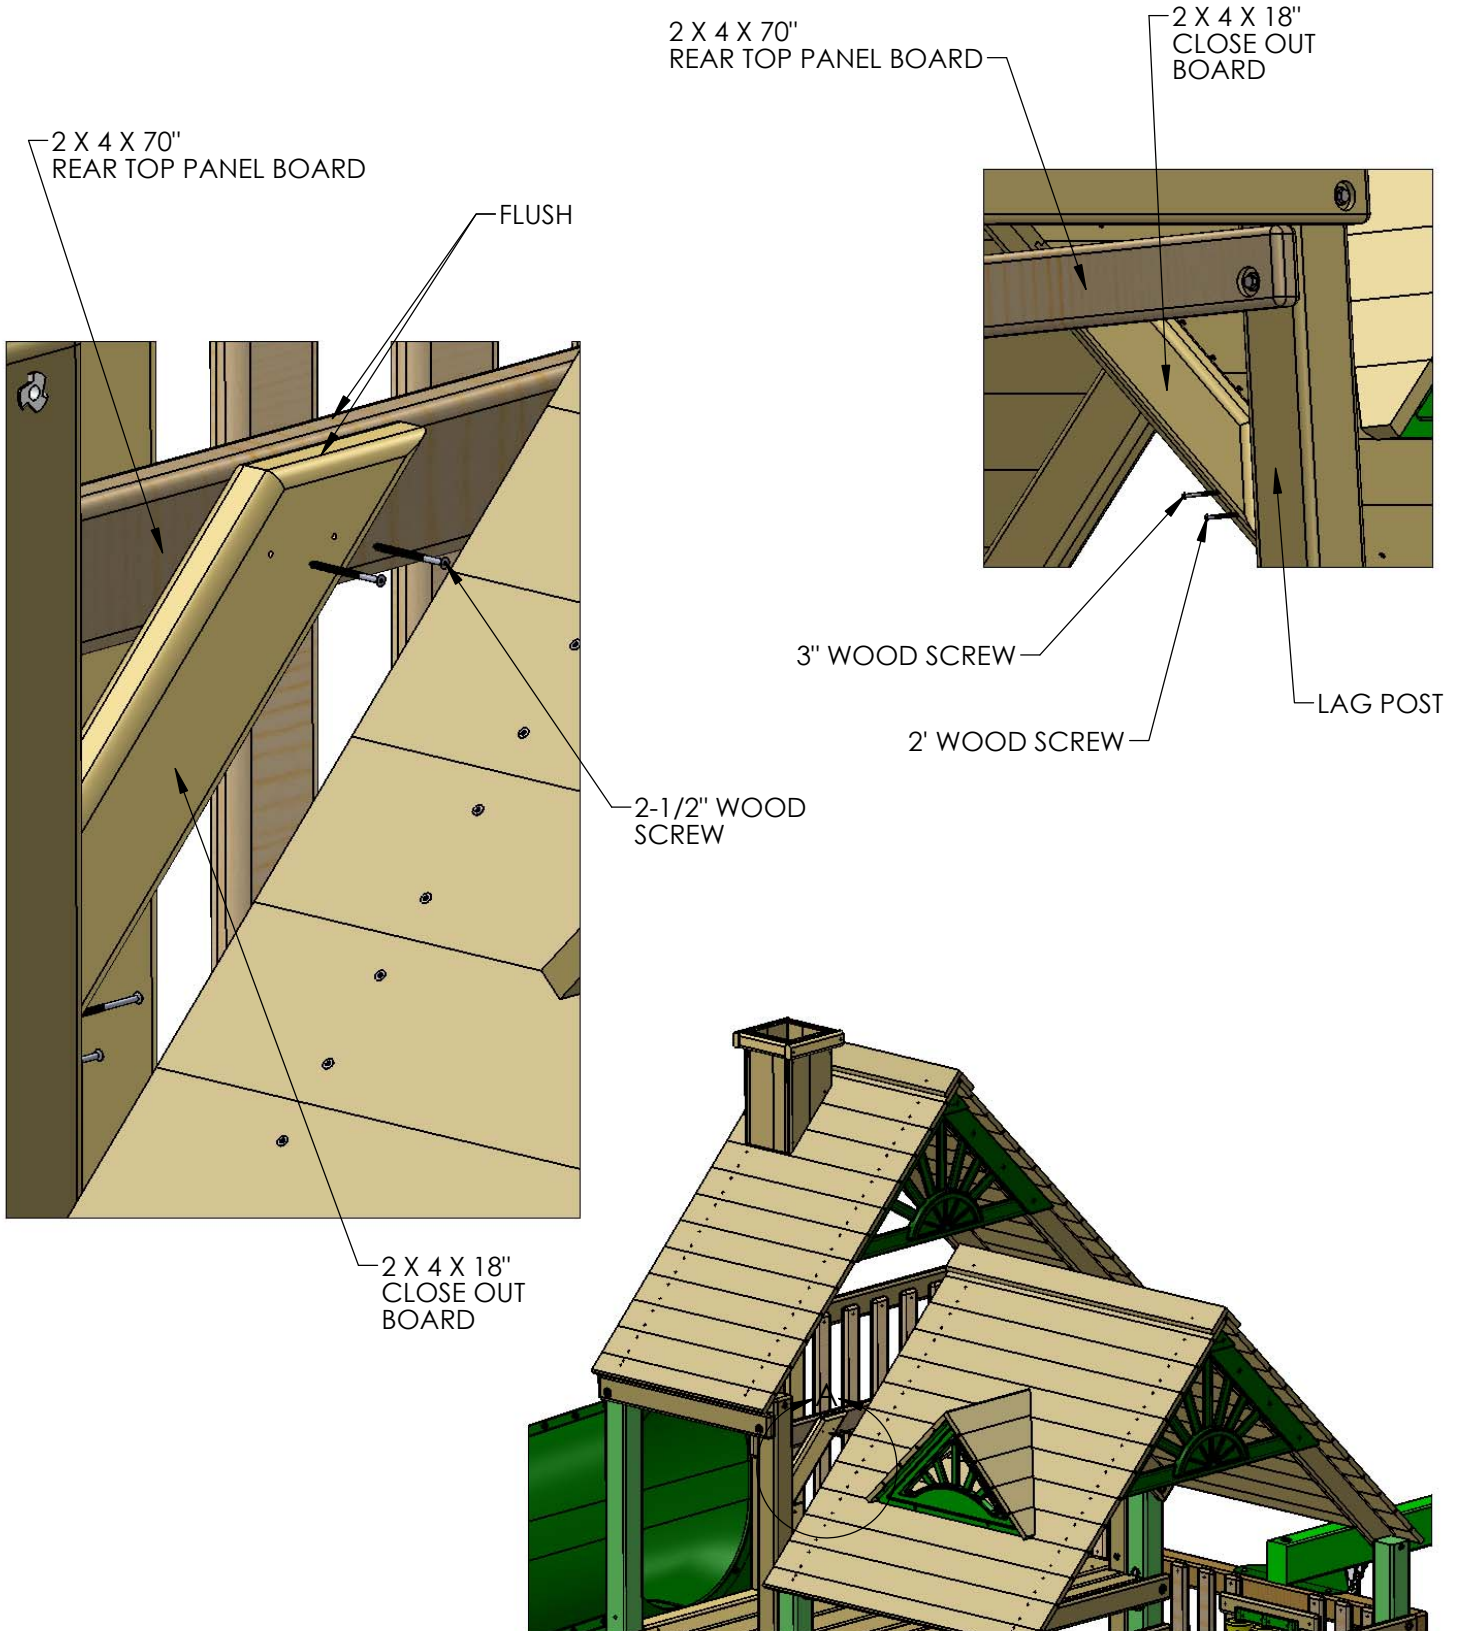 2 X 4 X 70"
REAR TOP PANEL BOARD
2 X 4 X 18"
CLOSE OUT
BOARD
2 X 4 X 70"
REAR TOP PANEL BOARD
FLUSH
3" WOOD SCREW
LAG POST
2' WOOD SCREW
2-1/2" WOOD
SCREW
2 X 4 X 18"
CLOSE OUT
BOARD
A